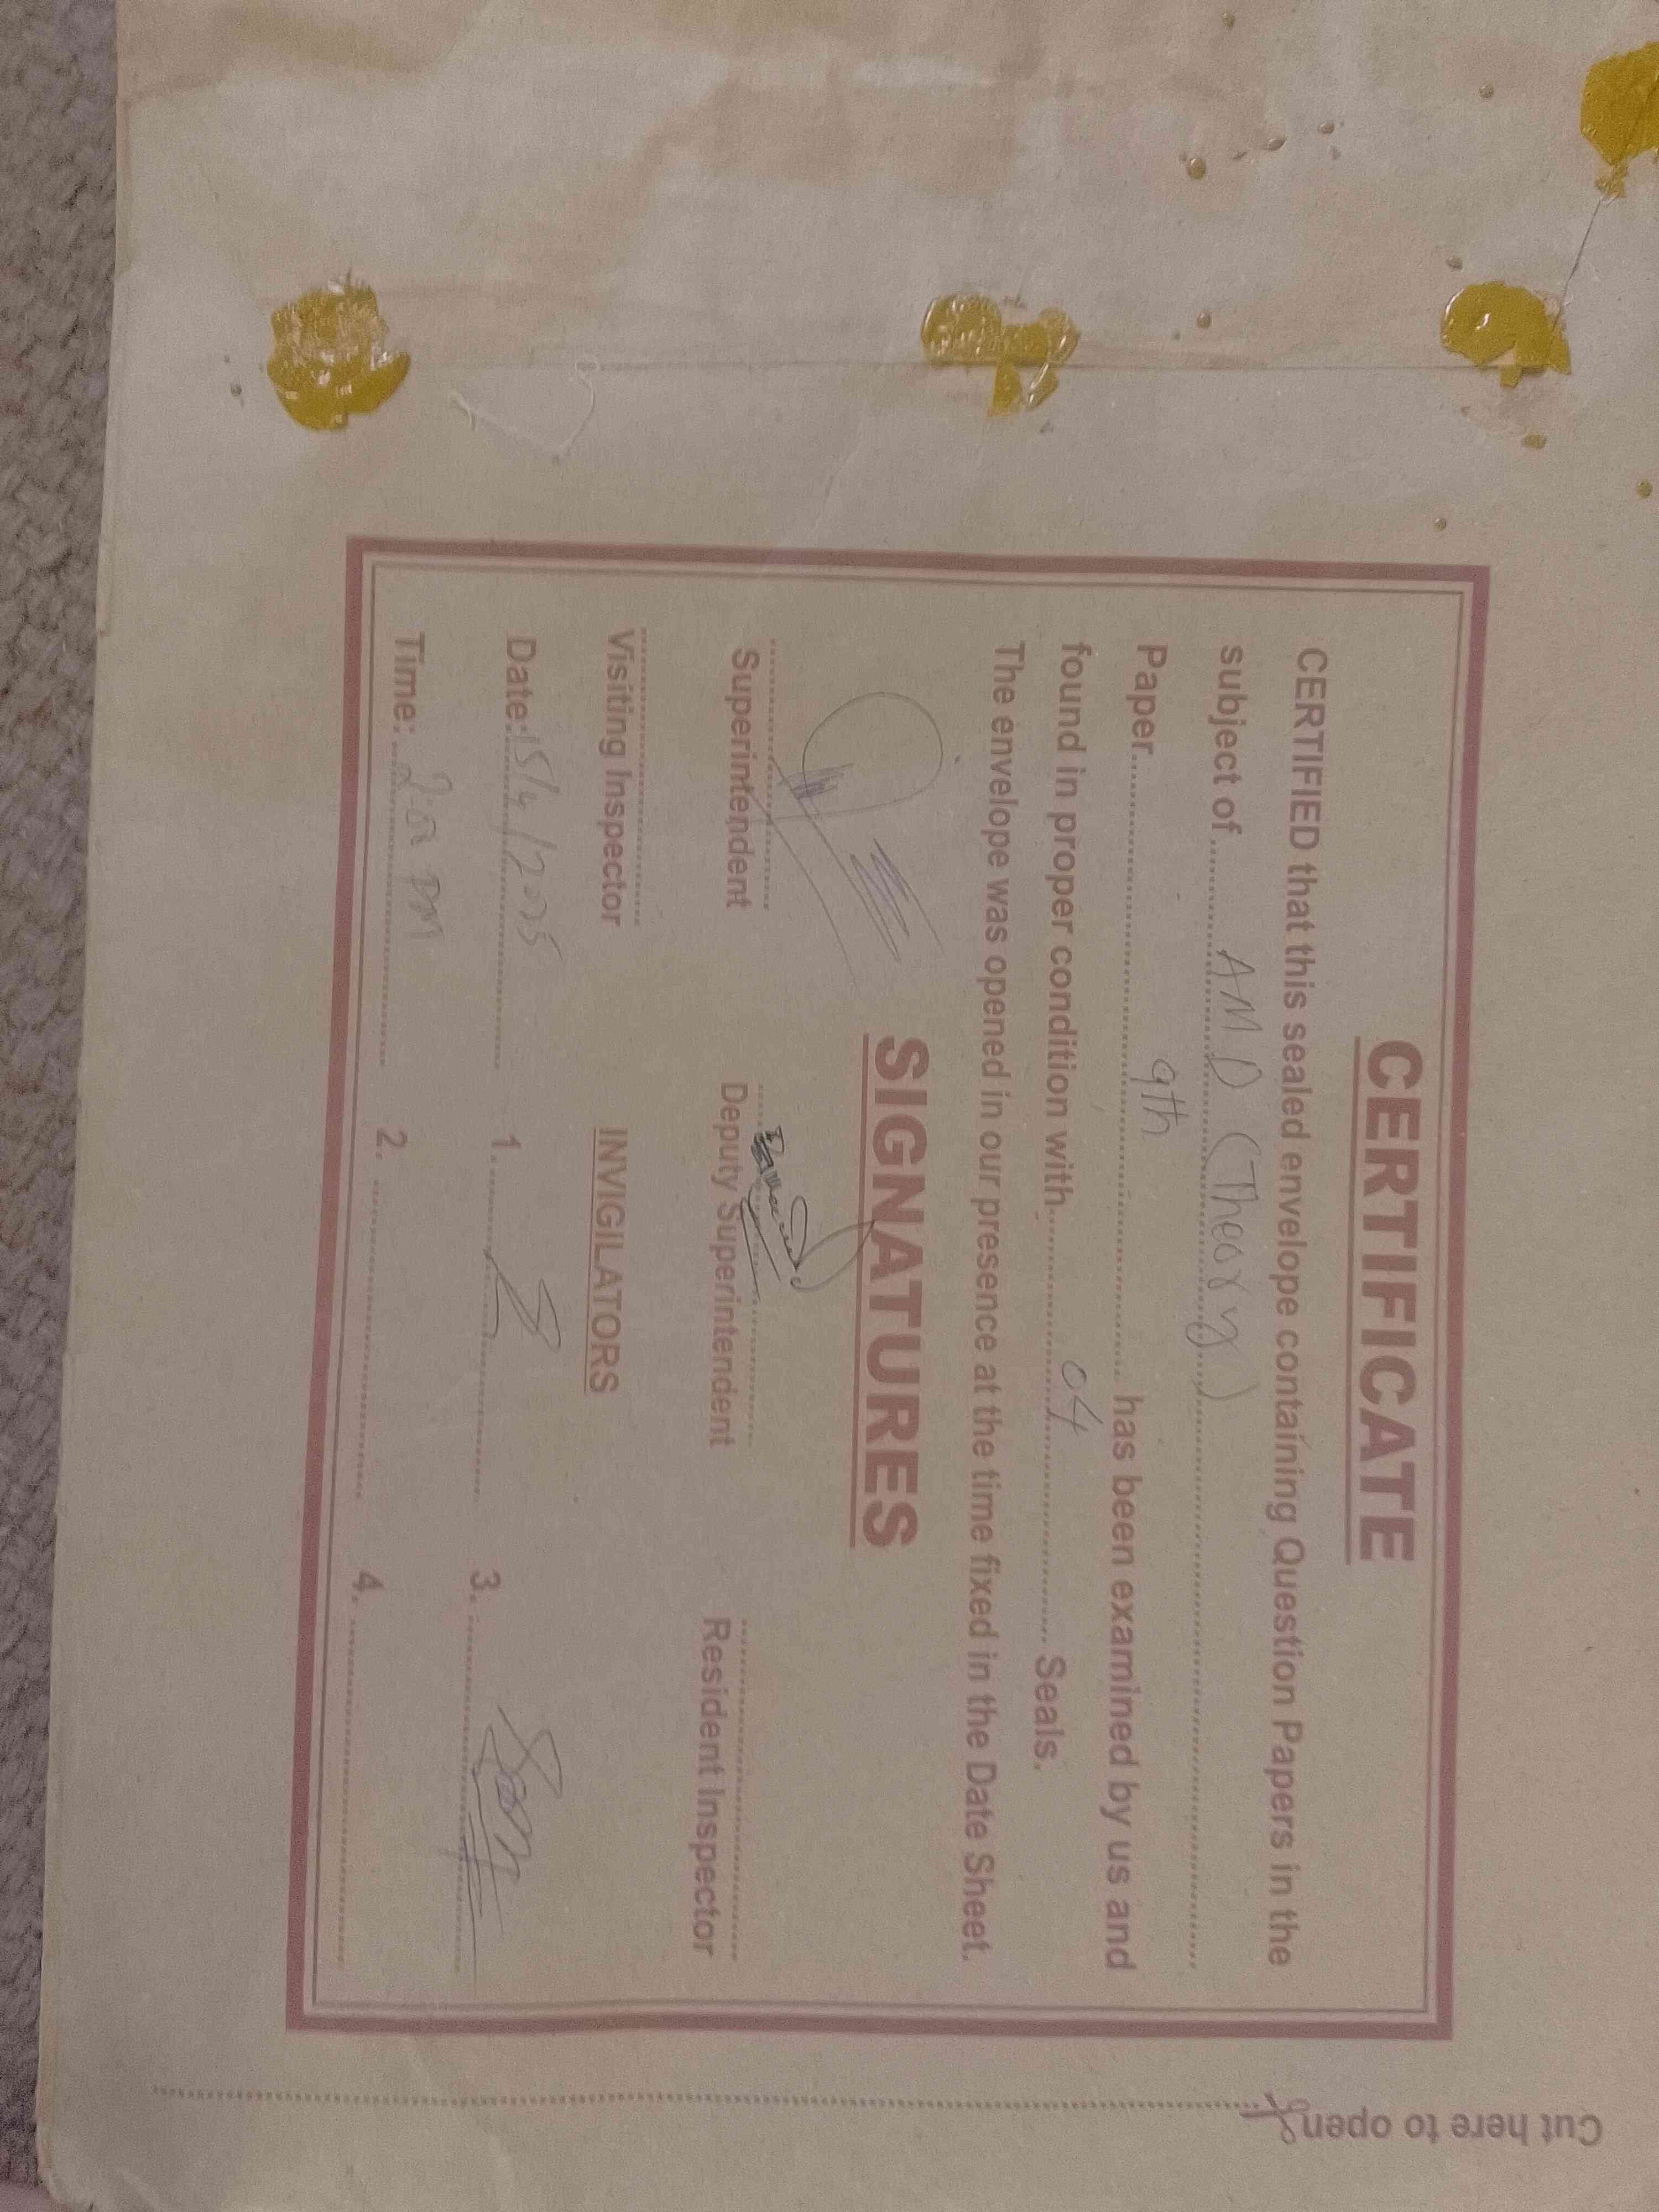 CERTIFICATE
CERTIFIED that this sealed envelope containing Question Papers in the
subject of........ AMD (Theory)........
Paper........ 9th ........ has been examined by us and
found in proper condition with........ 04 ........ Seals.
The envelope was opened in our presence at the time fixed in the Date Sheet.
SIGNATURES
Superintendent Deputy Superintendent Resident Inspector
Visiting Inspector INVIGILATORS
Date: 15/4/2025 1. 3.
Time: PM 2. 4.
Cut here to open